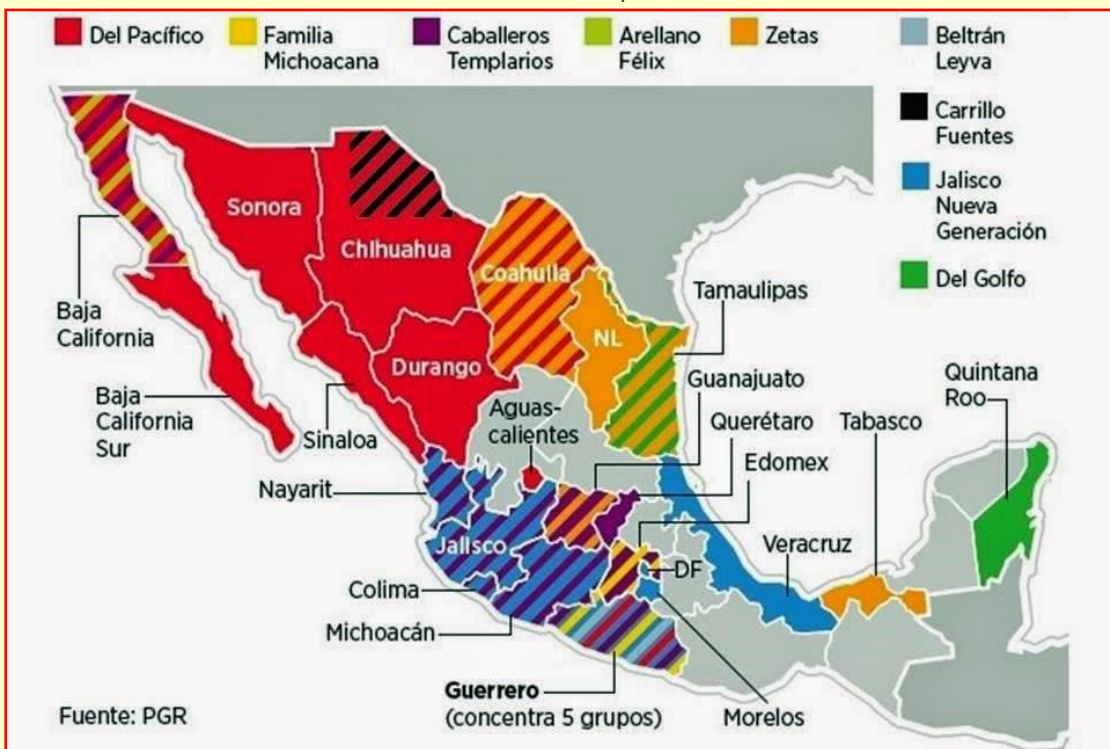 Del Pacífico
Familia
Michoacana
Caballeros
Templarios
Arellano
Félix
Zetas
Beltrán
Leyva
Carrillo
Fuentes
Jalisco
Nueva
Generación
Del Golfo
Sonora
Chihuahua
Coahuila
NL
Durango
Tamaulipas
Baja
California
Baja
California
Sur
Sinaloa
Aguas-
calientes
Guanajuato
Querétaro
Edomex
Tabasco
Quintana
Roo
Nayarit
Jalisco
Veracruz
DF
Colima
Michoacán
Guerrero
(concentra 5 grupos)
Morelos
Fuente: PGR